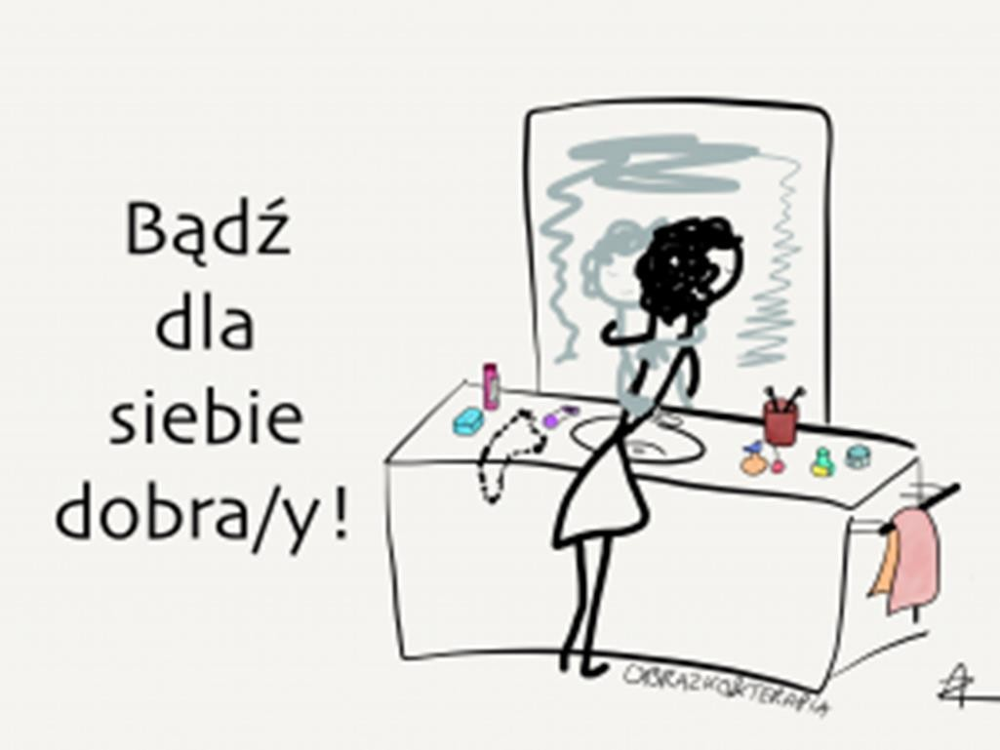 Bądź
dla
siebie
dobra/y!
OBRAZKOTERAPIA